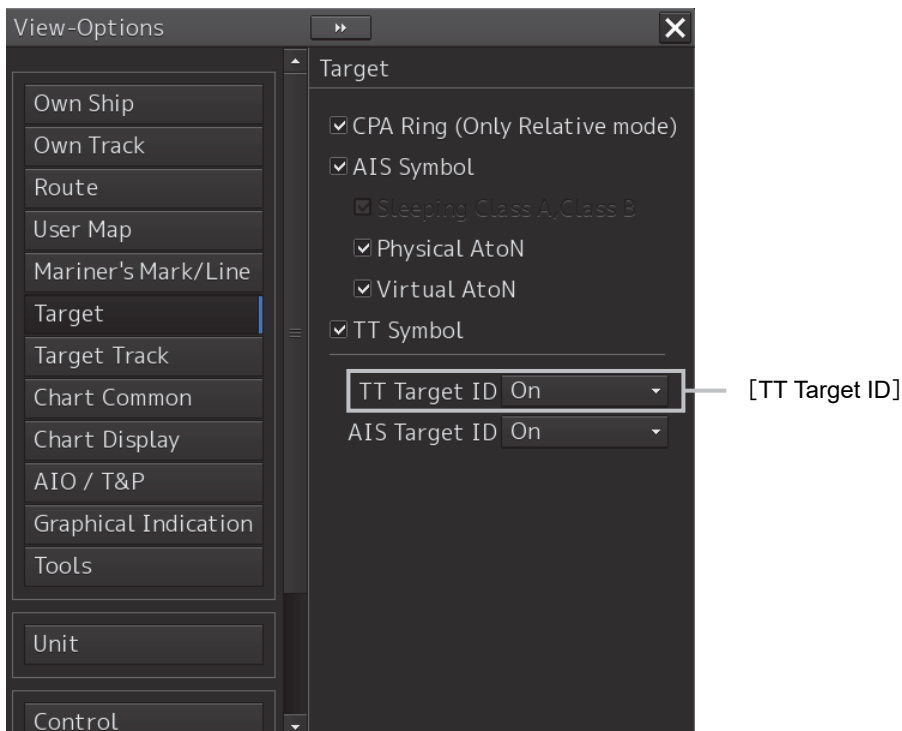 View-Options
Own Ship
Own Track
Route
User Map
Mariner's Mark/Line
Target
Target Track
Chart Common
Chart Display
AIO / T&P
Graphical Indication
Tools
Unit
Control
Target
CPA Ring (Only Relative mode)
AIS Symbol
Sleeping Class A,Class B
Physical AtoN
Virtual AtoN
TT Symbol
TT Target ID On
AIS Target ID On
[TT Target ID]